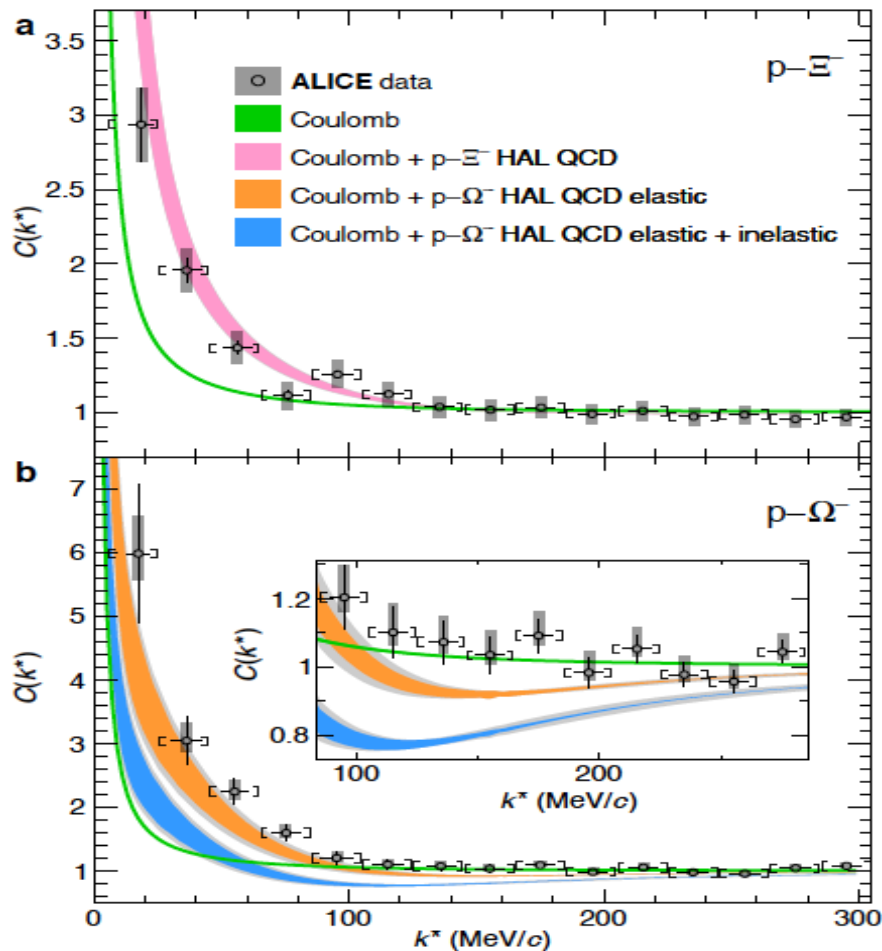 a
p–Ξ⁻
ALICE data
Coulomb
Coulomb + p–Ξ⁻ HAL QCD
Coulomb + p–Ω⁻ HAL QCD elastic
Coulomb + p–Ω⁻ HAL QCD elastic + inelastic
C(k*)
3.5
3
2.5
2
1.5
1
b
p–Ω⁻
C(k*)
7
6
5
4
3
2
1
C(k*)
1.2
1
0.8
100
200
k* (MeV/c)
0
100
200
300
k* (MeV/c)